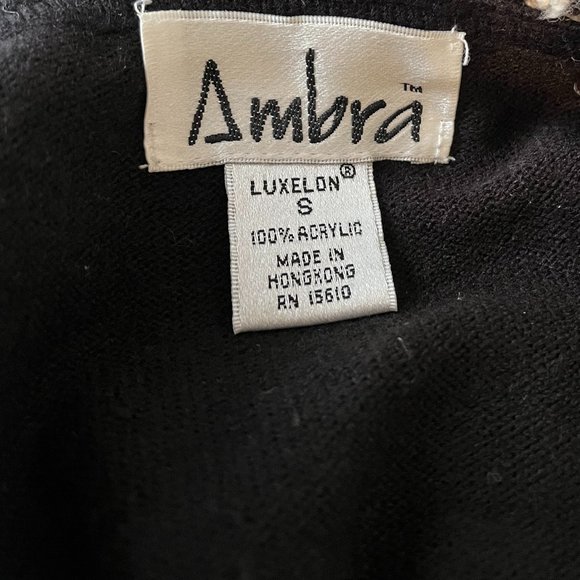 Ambra™
LUXELON®
S
100% ACRYLIC
MADE IN
HONGKONG
RN 15610